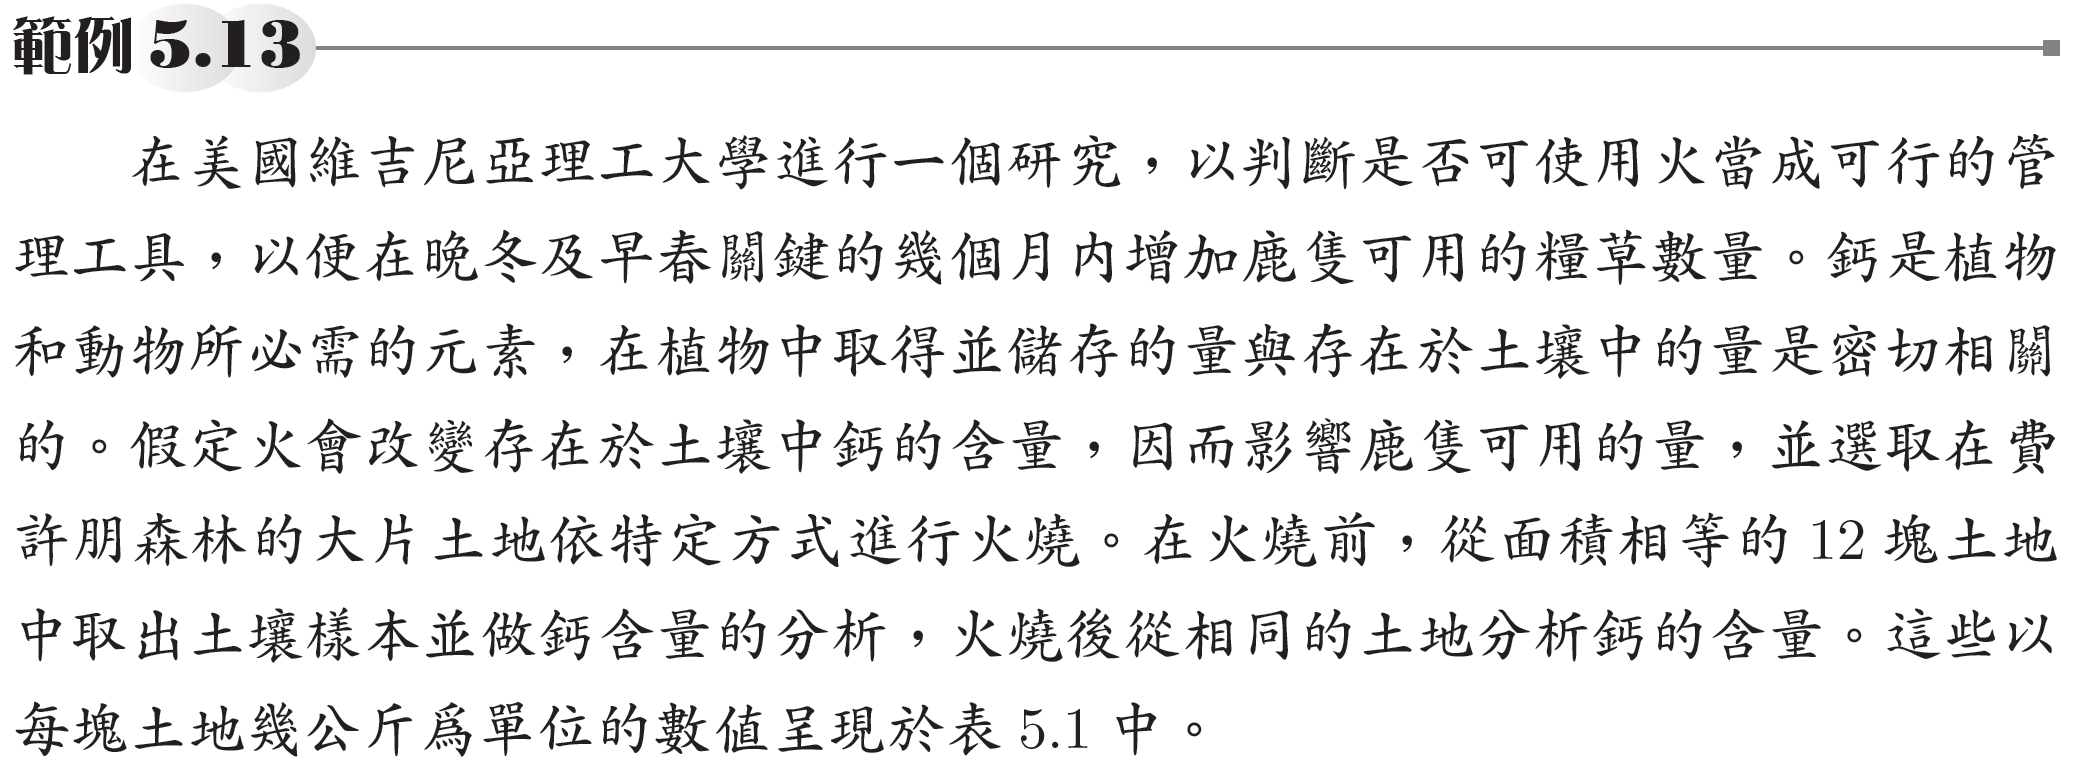 範例 5.13
在美國維吉尼亞理工大學進行一個研究，以判斷是否可使用火當成可行的管
理工具，以便在晚冬及早春關鍵的幾個月內增加鹿隻可用的糧草數量。鈣是植物
和動物所必需的元素，在植物中取得並儲存的量與存在於土壤中的量是密切相關
的。假定火會改變存在於土壤中鈣的含量，因而影響鹿隻可用的量，並選取在費
許朋森林的大片土地依特定方式進行火燒。在火燒前，從面積相等的 12 塊土地
中取出土壤樣本並做鈣含量的分析，火燒後從相同的土地分析鈣的含量。這些以
每塊土地幾公斤為單位的數值呈現於表 5.1 中。